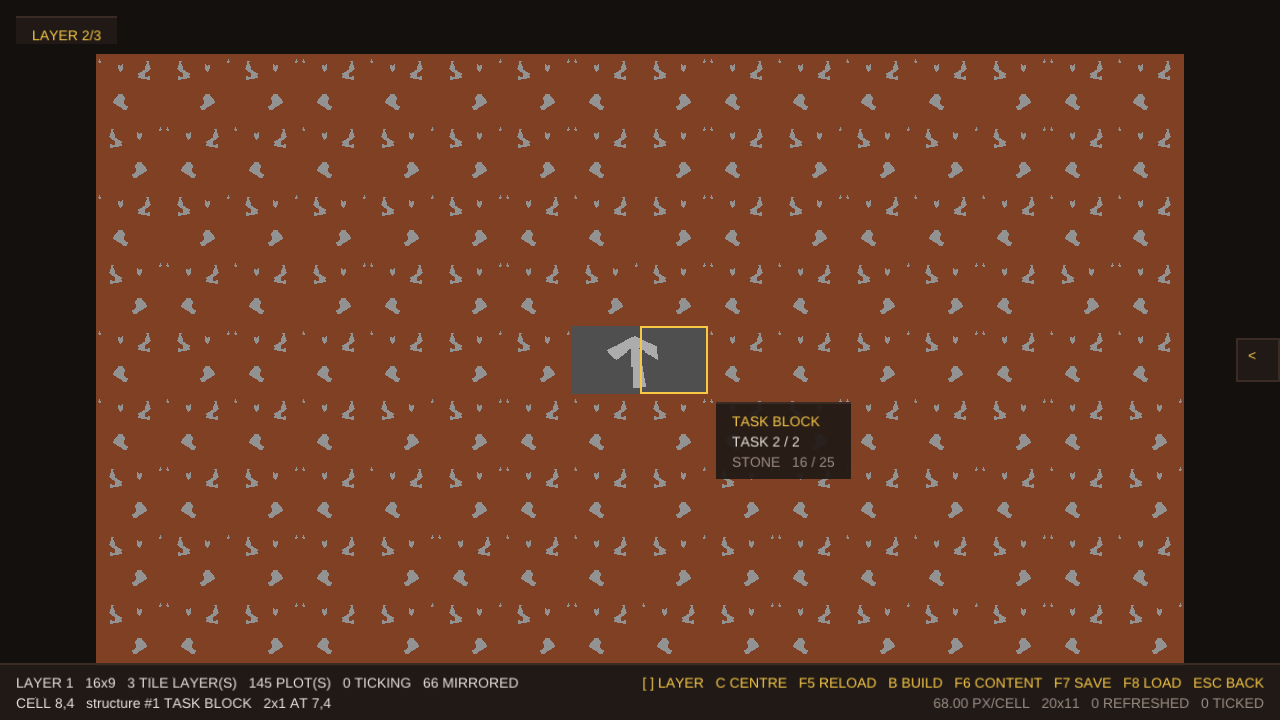 LAYER 2/3
<
TASK BLOCK
TASK 2 / 2
STONE 16 / 25
LAYER 1 16x9 3 TILE LAYER(S) 145 PLOT(S) 0 TICKING 66 MIRRORED
[ ] LAYER C CENTRE F5 RELOAD B BUILD F6 CONTENT F7 SAVE F8 LOAD ESC BACK
CELL 8,4 structure #1 TASK BLOCK 2x1 AT 7,4
68.00 PX/CELL 20x11 0 REFRESHED 0 TICKED